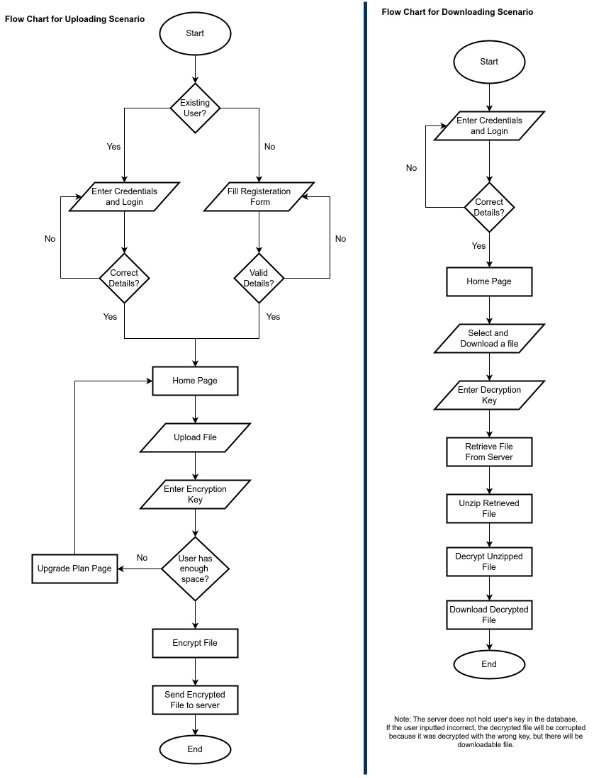 Flow Chart for Uploading Scenario
Start
Existing
User?
Yes
No
Enter Credentials
and Login
Fill Registeration
Form
No
No
Correct
Details?
Valid
Details?
Yes
Yes
Home Page
Upload File
Enter Encryption
Key
User has
enough
space?
No
Upgrade Plan Page
Encrypt File
Send Encrypted
File to server
End
Flow Chart for Downloading Scenario
Start
Enter Credentials
and Login
No
Correct
Details?
Yes
Home Page
Select and
Download a file
Enter Decryption
Key
Retrieve File
From Server
Unzip Retrieved
File
Decrypt Unzipped
File
Download Decrypted
File
End
Note: The server does not hold user's key in the database.
If the user inputted incorrect, the decrypted file will be corrupted
because it was decrypted with the wrong key, but there will be
downloadable file.